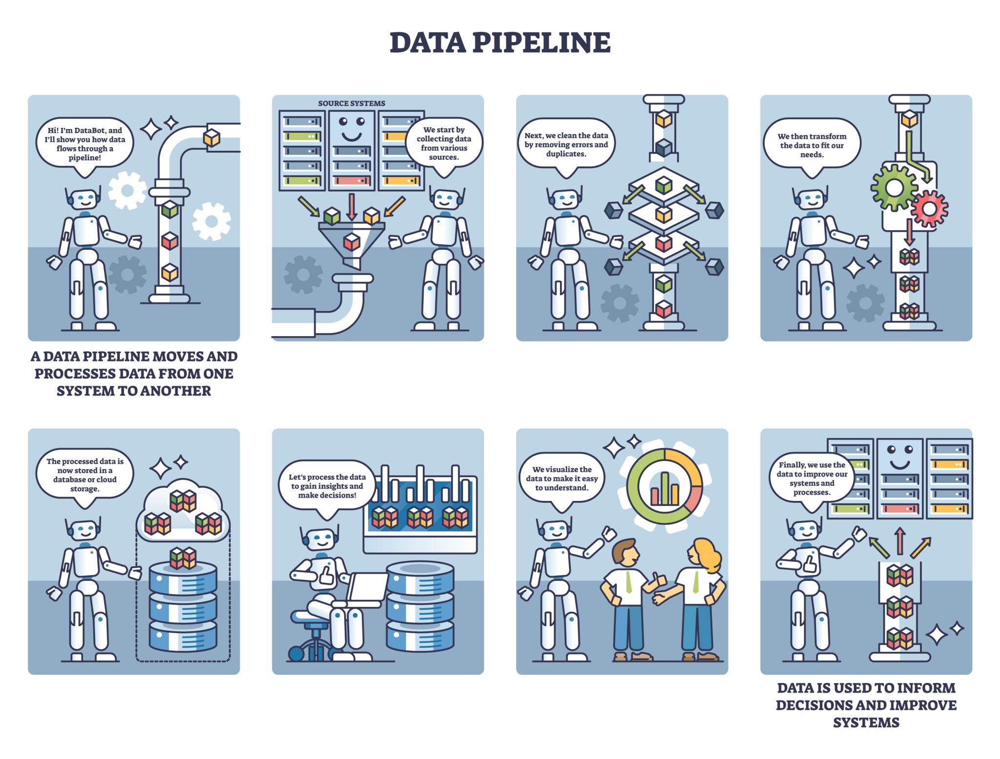 DATA PIPELINE
Hi! I'm DataBot, and
I'll show you how data
flows through a
pipeline!
A DATA PIPELINE MOVES AND
PROCESSES DATA FROM ONE
SYSTEM TO ANOTHER
SOURCE SYSTEMS
We start by
collecting data
from various
sources.
Next, we clean the data
by removing errors and
duplicates.
We then transform
the data to fit our
needs.
The processed data is
now stored in a
database or cloud
storage.
Let's process the data
to gain insights and
make decisions!
We visualize the
data to make it easy
to understand.
Finally, we use the
data to improve our
systems and
processes.
DATA IS USED TO INFORM
DECISIONS AND IMPROVE
SYSTEMS